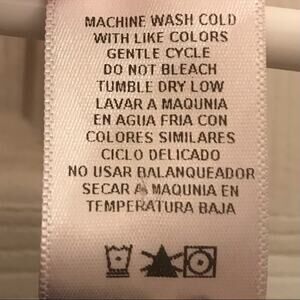 MACHINE WASH COLD
WITH LIKE COLORS
GENTLE CYCLE
DO NOT BLEACH
TUMBLE DRY LOW
LAVAR A MAQUNIA
EN AGUA FRIA CON
COLORES SIMILARES
CICLO DELICADO
NO USAR BALANQUEADOR
SECAR A MAQUNIA EN
TEMPERATURA BAJA